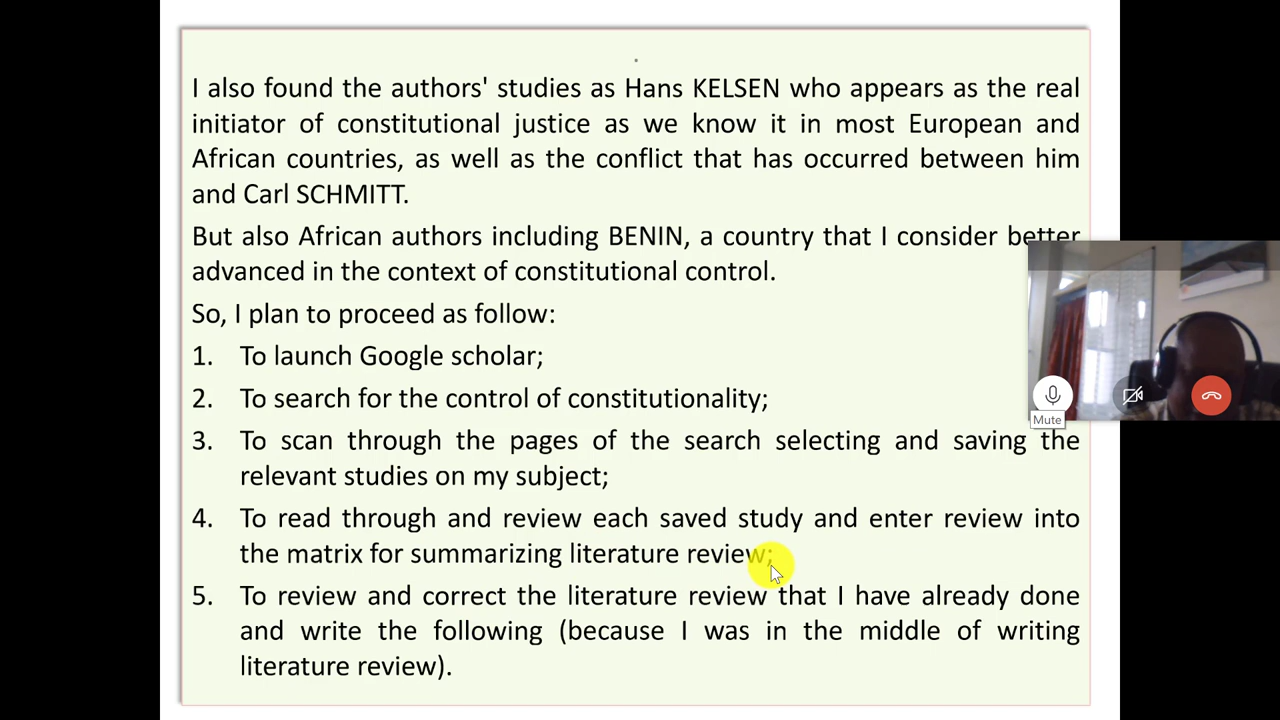 I also found the authors' studies as Hans KELSEN who appears as the real
initiator of constitutional justice as we know it in most European and
African countries, as well as the conflict that has occurred between him
and Carl SCHMITT.
But also African authors including BENIN, a country that I consider better
advanced in the context of constitutional control.
So, I plan to proceed as follow:
1. To launch Google scholar;
2. To search for the control of constitutionality;
3. To scan through the pages of the search selecting and saving the
relevant studies on my subject;
4. To read through and review each saved study and enter review into
the matrix for summarizing literature review;
5. To review and correct the literature review that I have already done
and write the following (because I was in the middle of writing
literature review).
Mute